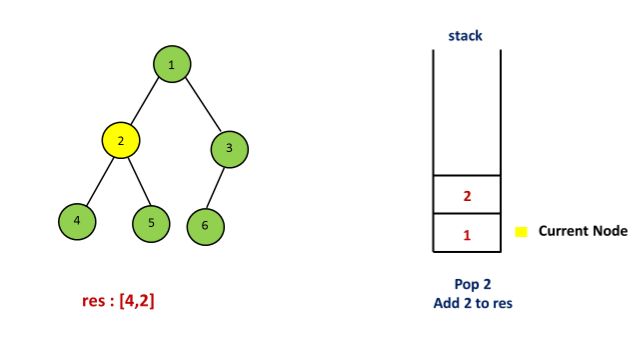 stack
1
2
3
4
5
6
2
1
Current Node
res : [4,2]
Pop 2
Add 2 to res